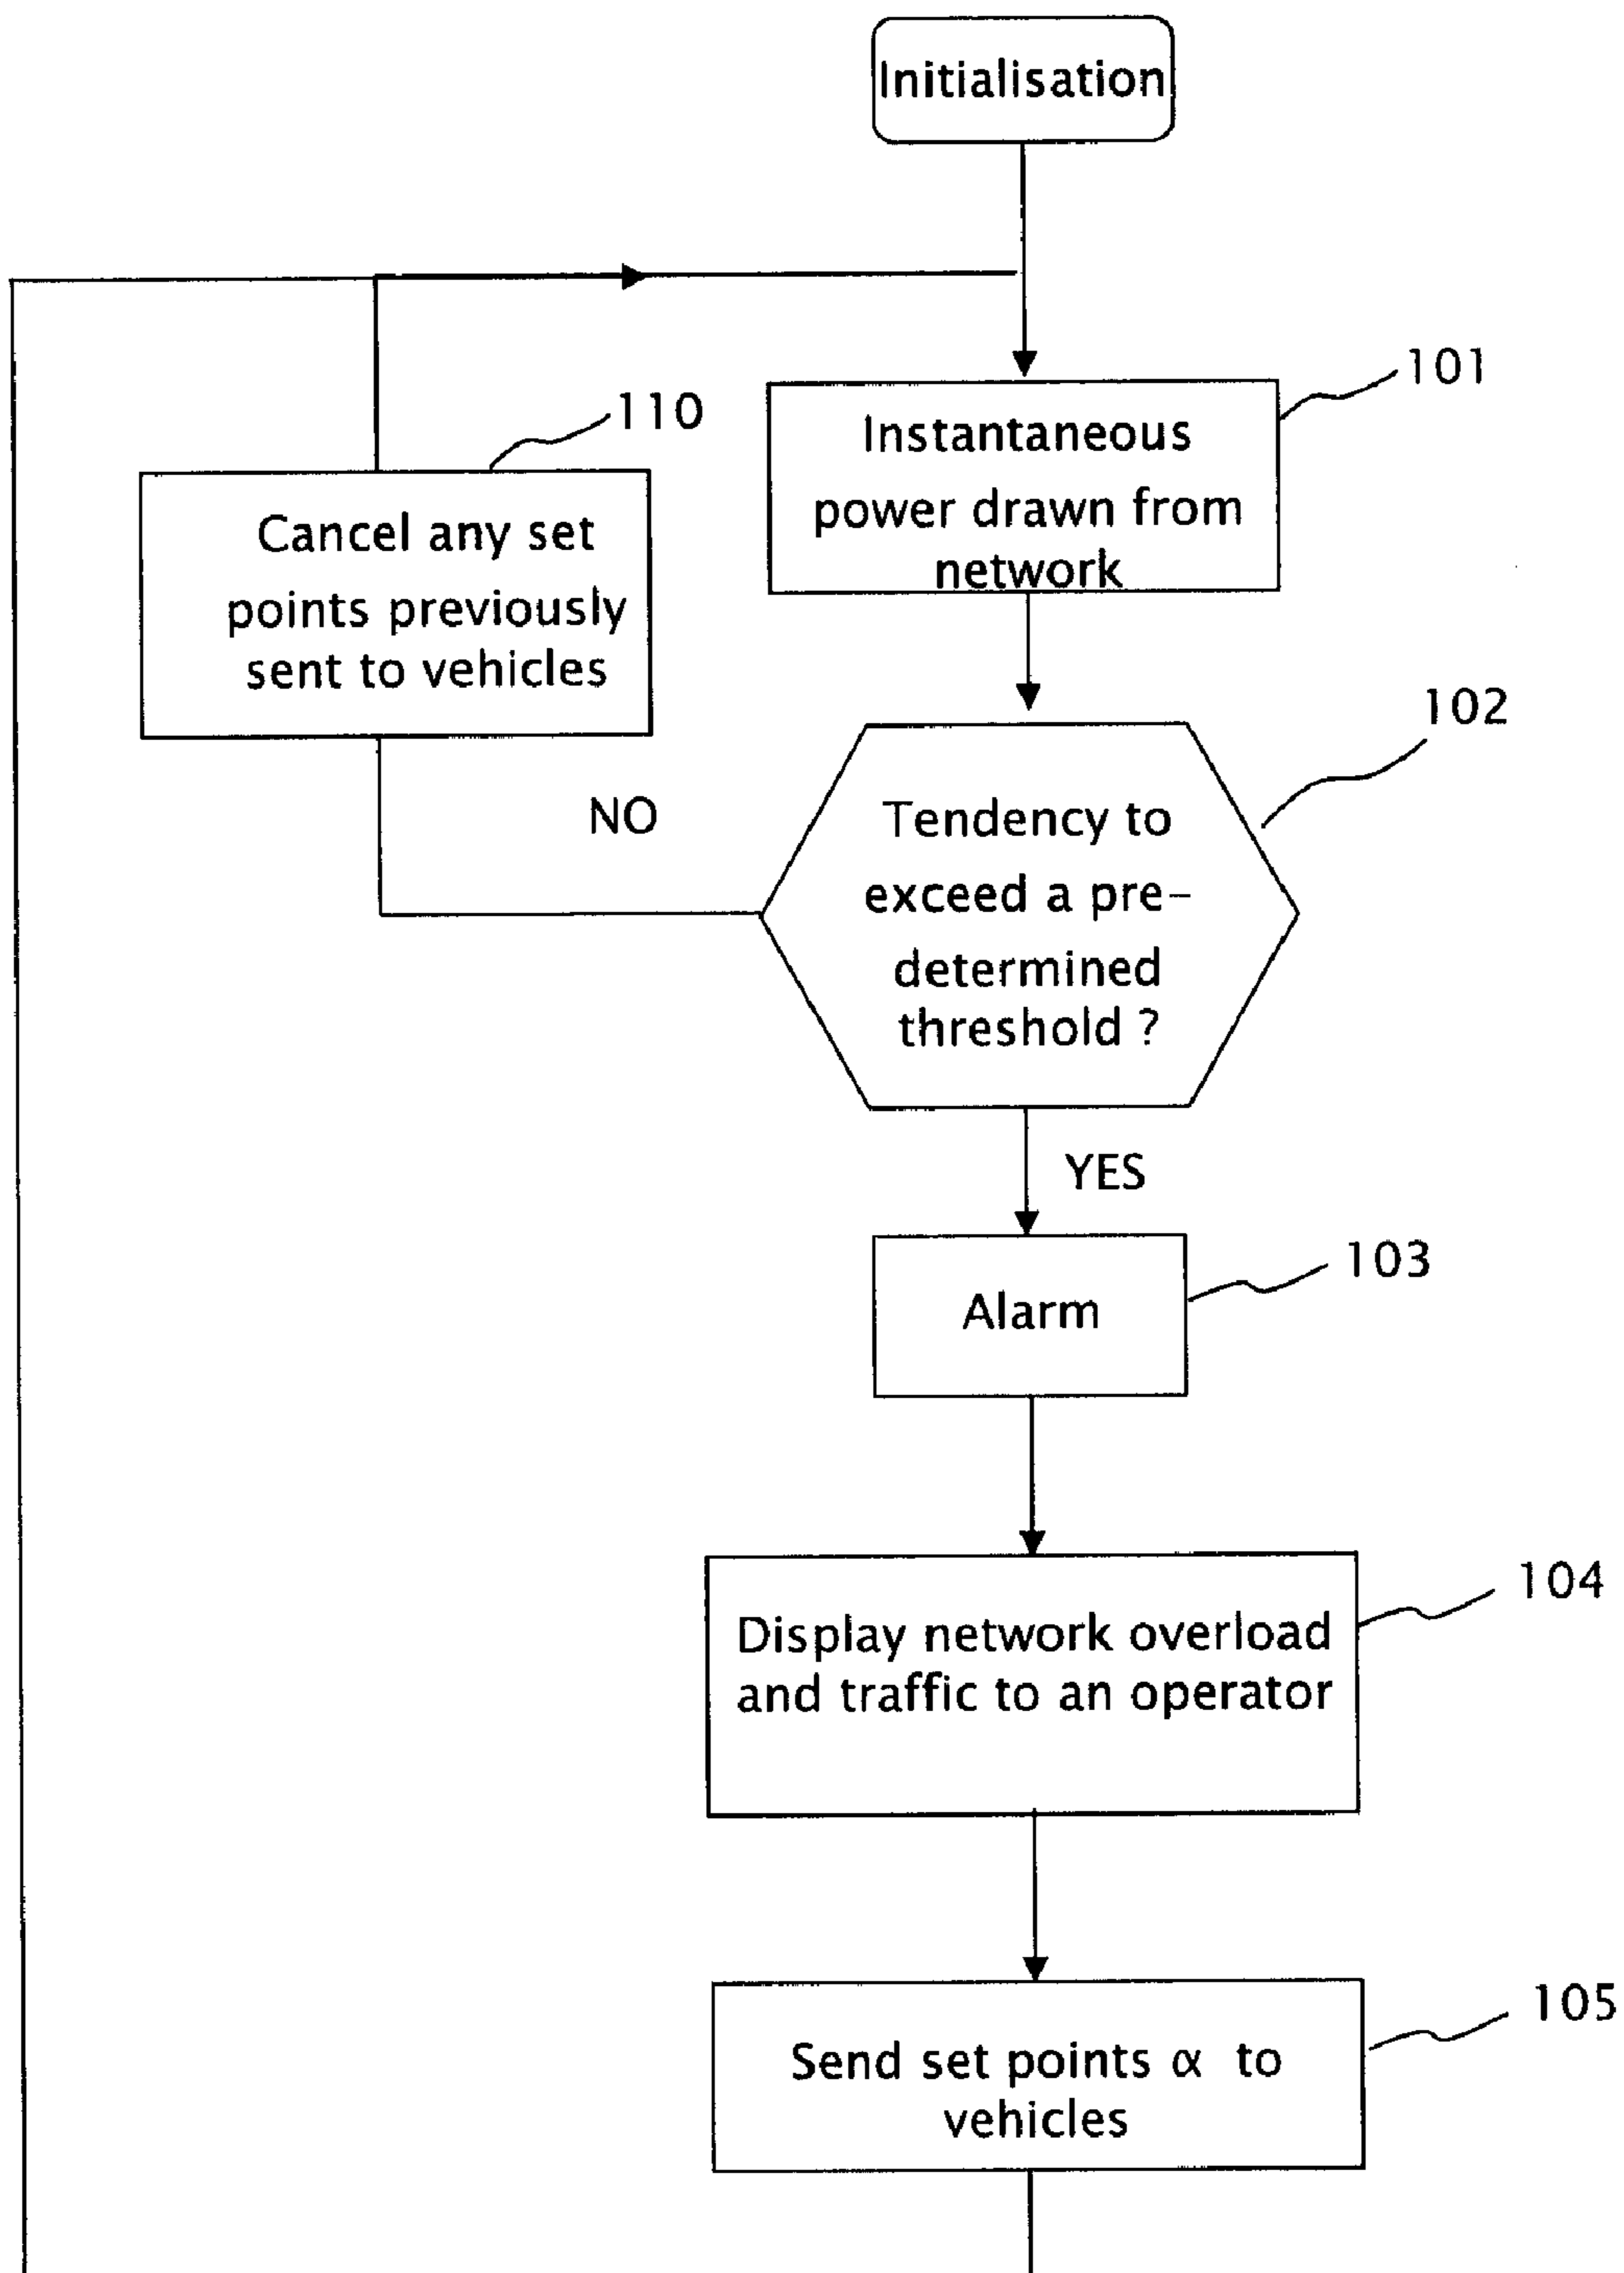 Initialisation
101
Instantaneous
power drawn from
network
110
Cancel any set
points previously
sent to vehicles
102
NO
Tendency to
exceed a pre-
determined
threshold ?
YES
103
Alarm
104
Display network overload
and traffic to an operator
105
Send set points α to
vehicles